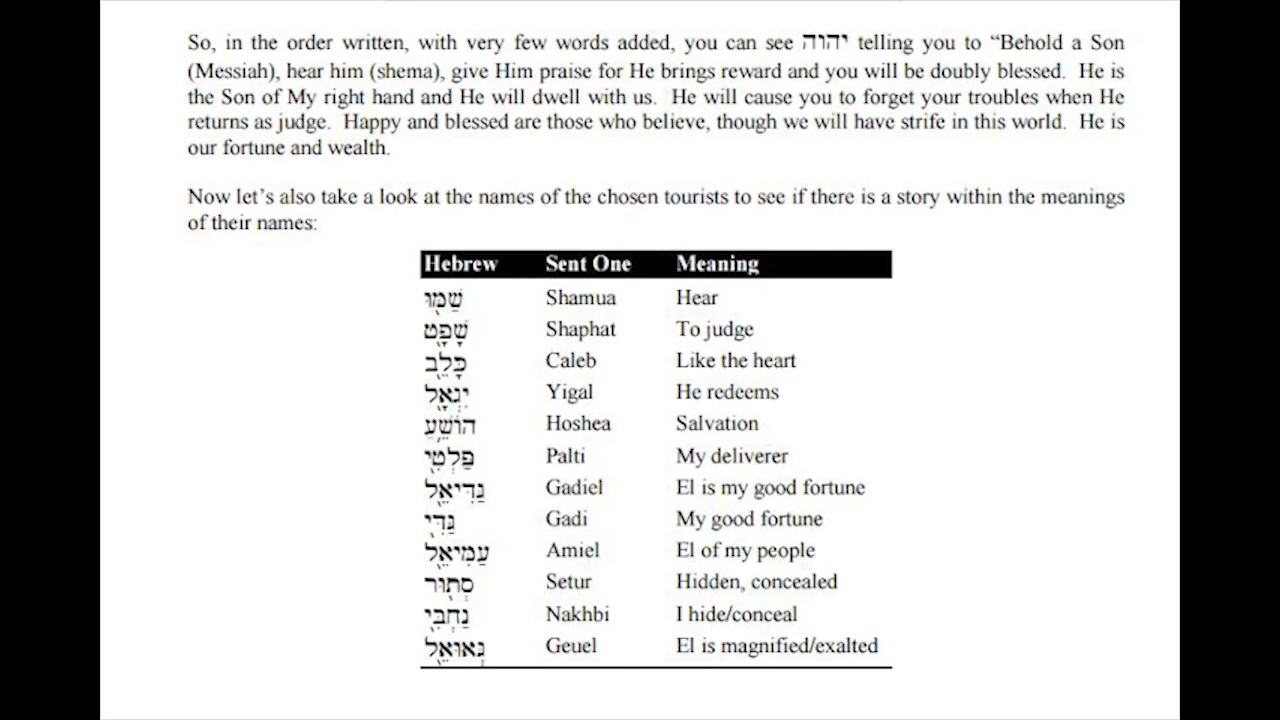 So, in the order written, with very few words added, you can see יהוה telling you to “Behold a Son
(Messiah), hear him (shema), give Him praise for He brings reward and you will be doubly blessed. He is
the Son of My right hand and He will dwell with us. He will cause you to forget your troubles when He
returns as judge. Happy and blessed are those who believe, though we will have strife in this world. He is
our fortune and wealth.
Now let’s also take a look at the names of the chosen tourists to see if there is a story within the meanings
of their names:
Hebrew Sent One Meaning
שַׁמּ֖וּ Shamua Hear
שָׁפָ֖ט Shaphat To judge
כָּלֵ֖ב Caleb Like the heart
יִגְאָ֖ל Yigal He redeems
הוֹשֵׁ֥עַ Hoshea Salvation
פַּלְטִ֖י Palti My deliverer
גַּדִּיאֵ֖ל Gadiel El is my good fortune
גַּדִּ֖י Gadi My good fortune
עַמִּיאֵ֖ל Amiel El of my people
סְת֖וּר Setur Hidden, concealed
נַחְבִּ֖י Nakhbi I hide/conceal
גְּאוּאֵ֖ל Geuel El is magnified/exalted